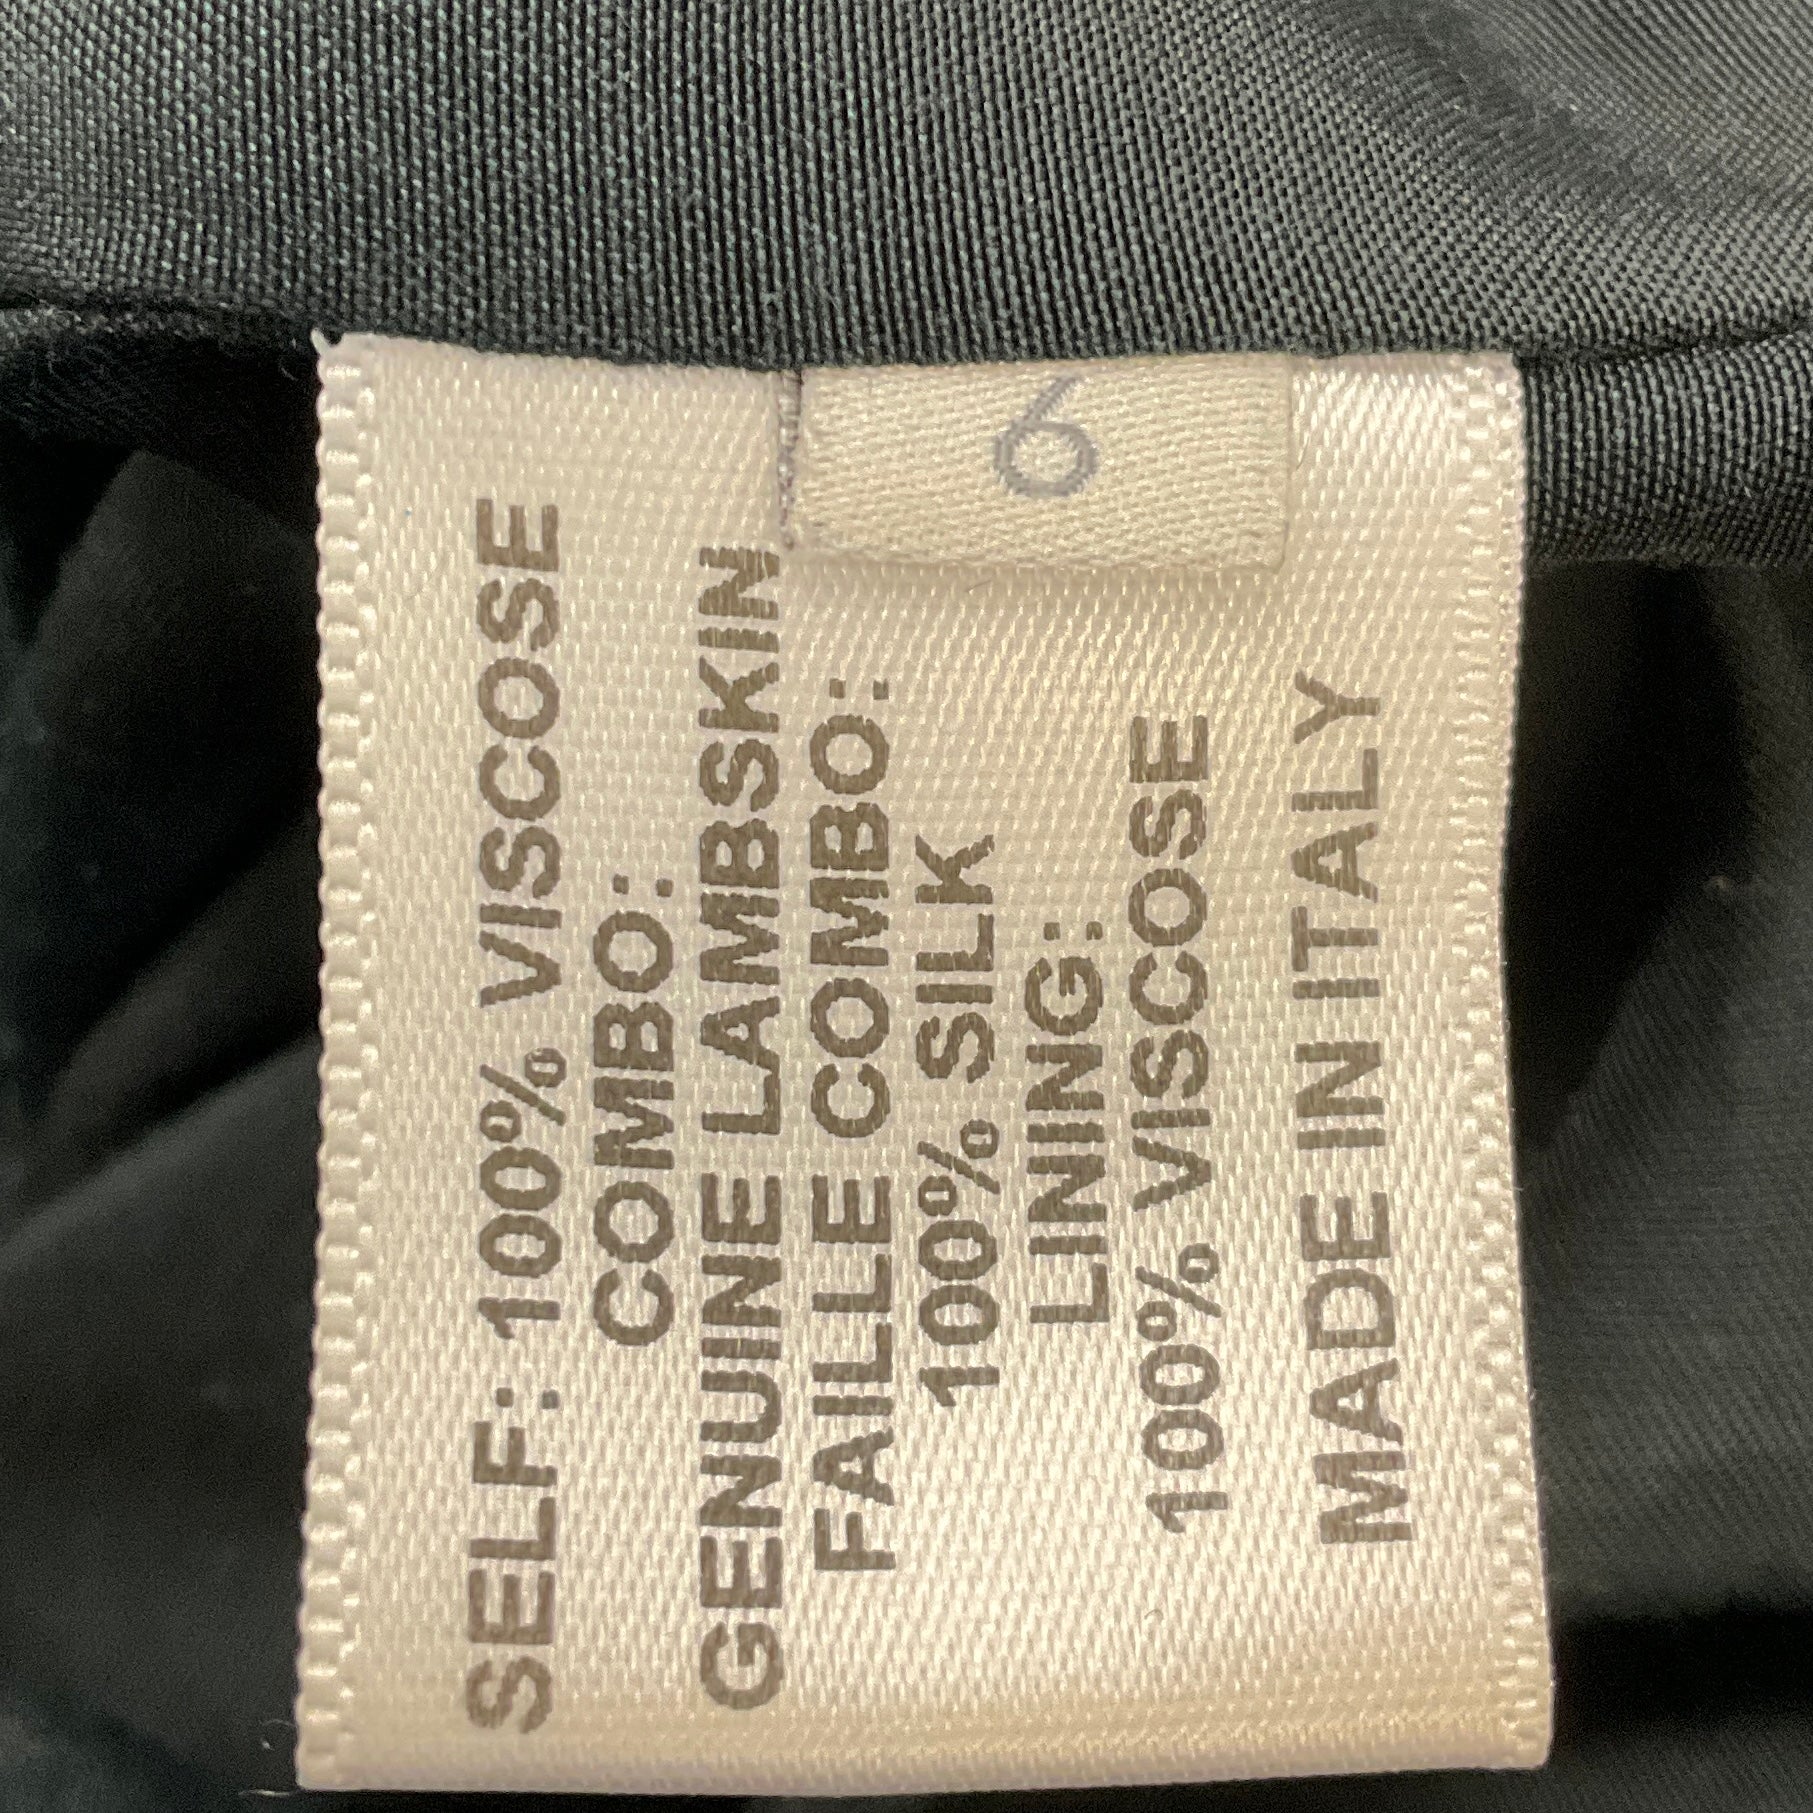 6
SELF: 100% VISCOSE
COMBO:
GENUINE LAMBSKIN
FAILLE COMBO:
100% SILK
LINING:
100% VISCOSE
MADE IN ITALY